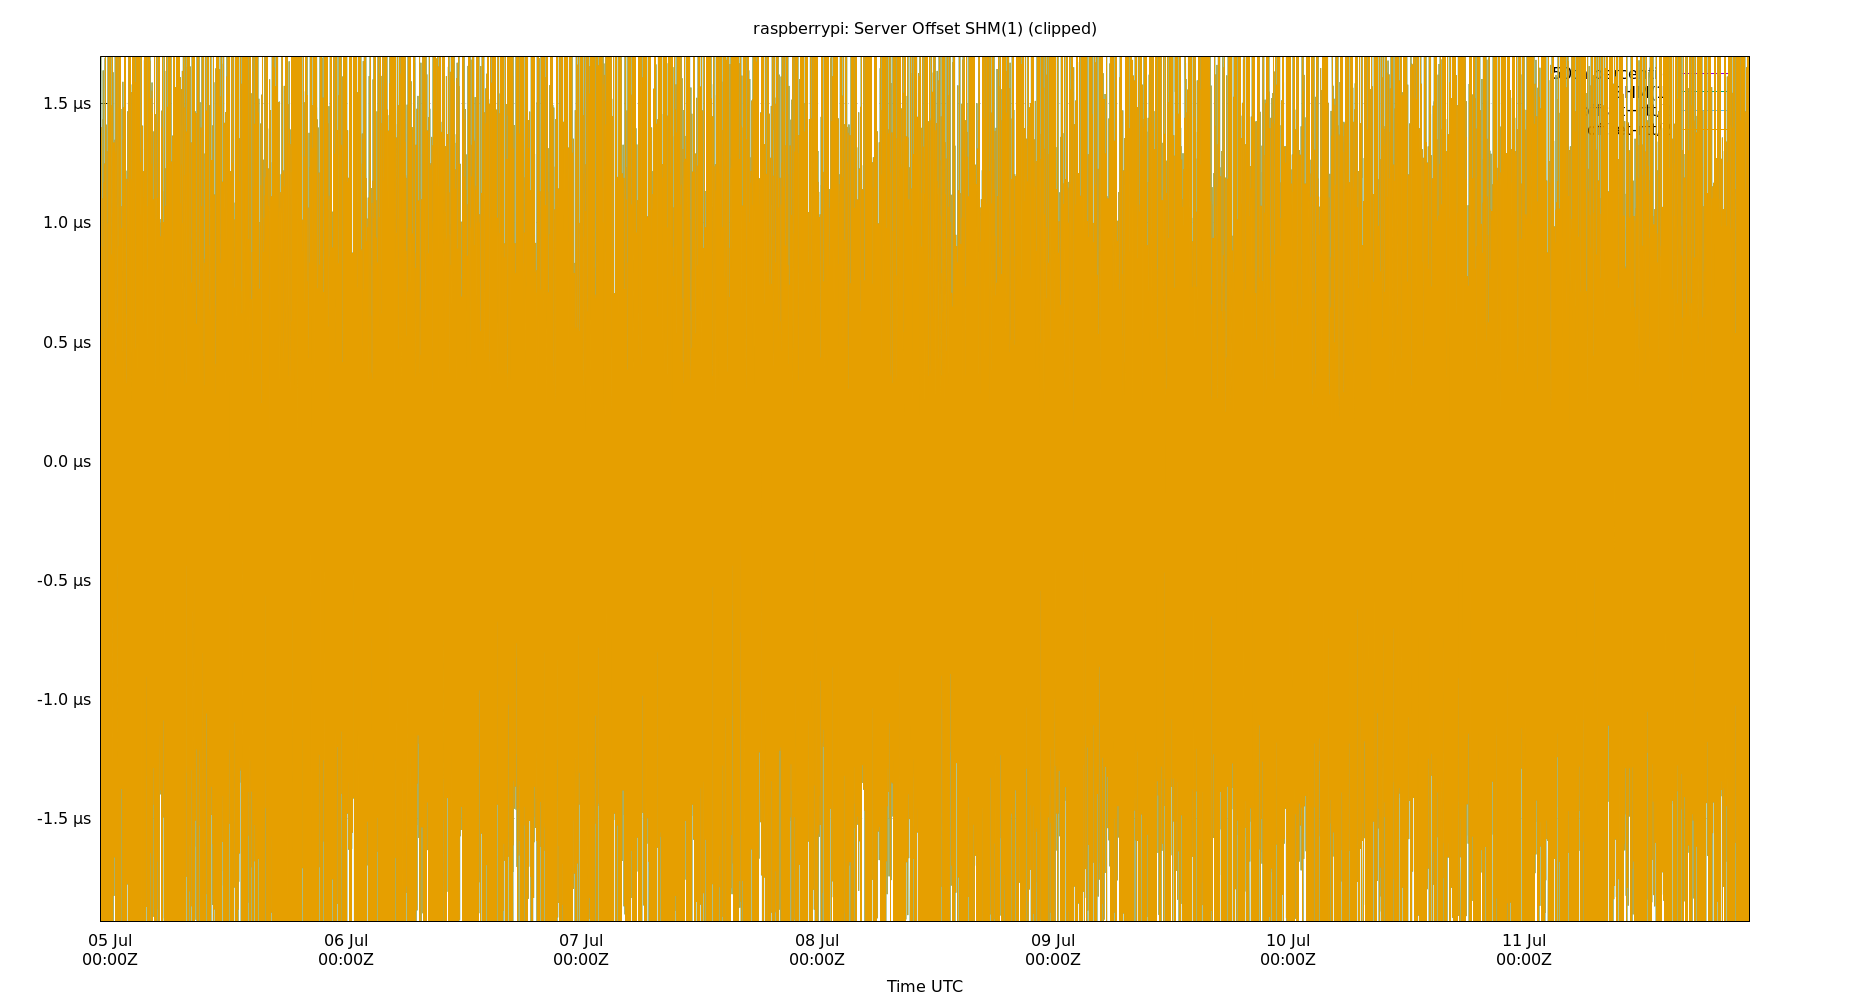 raspberrypi: Server Offset SHM(1) (clipped)
1.5 µs
1.0 µs
0.5 µs
0.0 µs
-0.5 µs
-1.0 µs
-1.5 µs
05 Jul 06 Jul 07 Jul 08 Jul 09 Jul 10 Jul 11 Jul
00:00Z 00:00Z 00:00Z 00:00Z 00:00Z 00:00Z 00:00Z
Time UTC